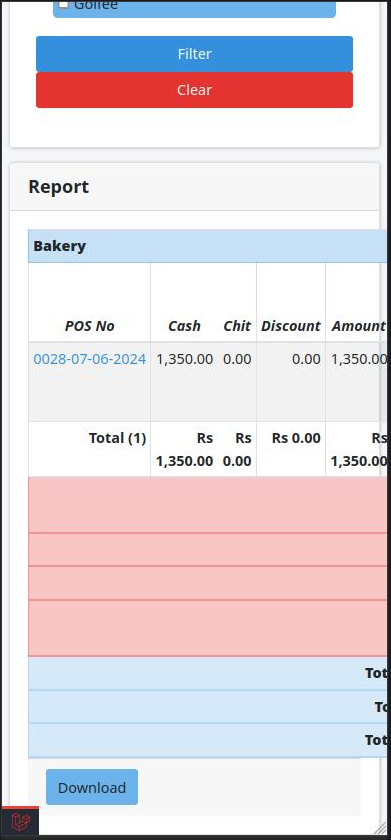 Goffee
Filter
Clear
Report
Bakery
POS No Cash Chit Discount Amount
0028-07-06-2024 1,350.00 0.00 0.00 1,350.00
Total (1) Rs 1,350.00 Rs 0.00 Rs 0.00 Rs 1,350.00
Tot
To
Tot
Download